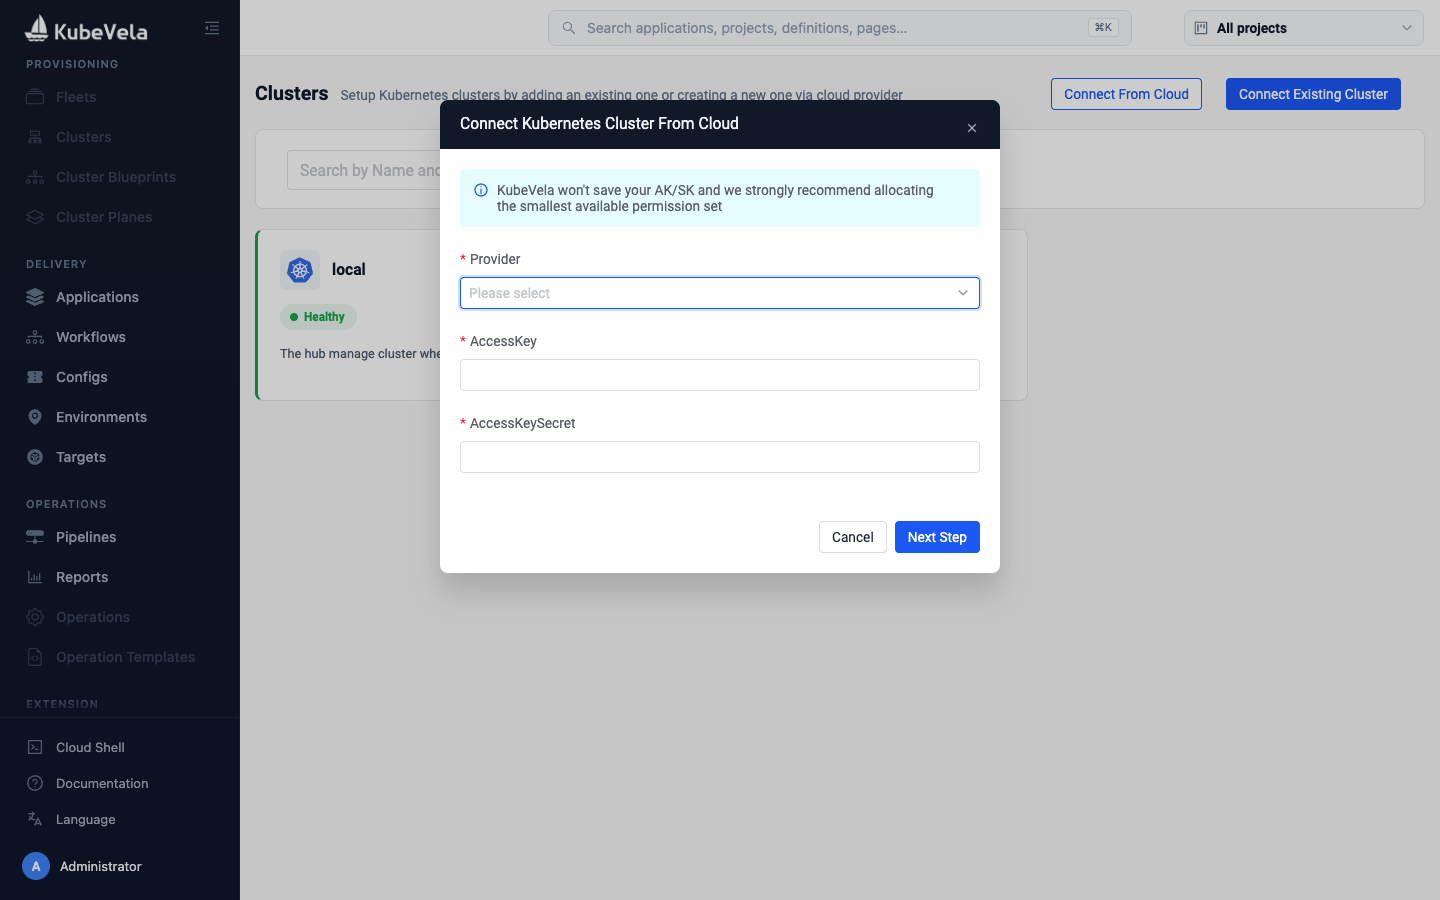 KubeVela
Search applications, projects, definitions, pages...
⌘K
All projects
PROVISIONING
Fleets
Clusters
Cluster Blueprints
Cluster Planes
DELIVERY
Applications
Workflows
Configs
Environments
Targets
OPERATIONS
Pipelines
Reports
Operations
Operation Templates
EXTENSION
Cloud Shell
Documentation
Language
A
Administrator
Clusters
Setup Kubernetes clusters by adding an existing one or creating a new one via cloud provider
Connect From Cloud
Connect Existing Cluster
Search by Name and
local
Healthy
The hub manage cluster whe
Connect Kubernetes Cluster From Cloud
KubeVela won't save your AK/SK and we strongly recommend allocating
the smallest available permission set
* Provider
Please select
* AccessKey
* AccessKeySecret
Cancel
Next Step